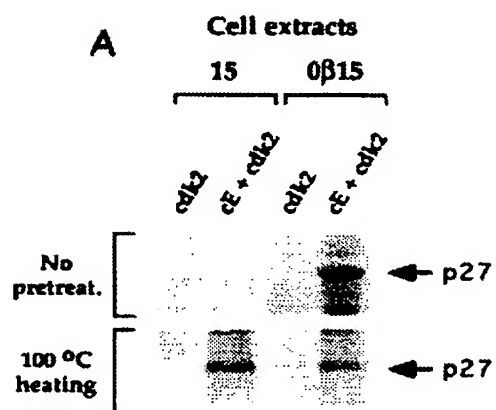 A
Cell extracts
15 0β15
cdk2 cE + cdk2 cdk2 cE + cdk2
No
pretreat.
p27
100 °C
heating
p27